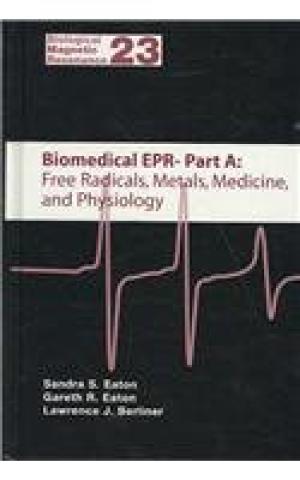 Biological
Magnetic
Resonance
23
Biomedical EPR- Part A:
Free Radicals, Metals, Medicine,
and Physiology
Sandra S. Eaton
Gareth R. Eaton
Lawrence J. Berliner